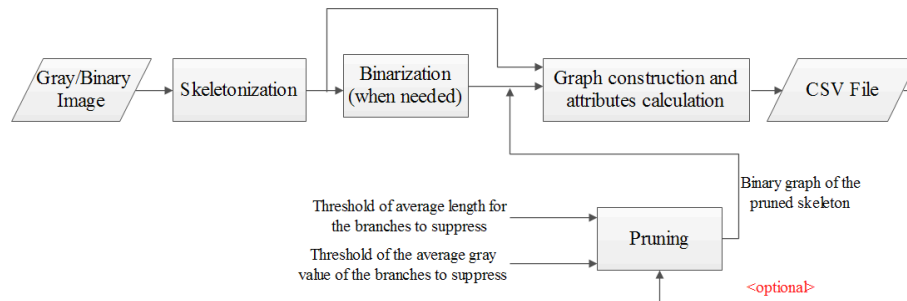 Gray/Binary
Image
Skeletonization
Binarization
(when needed)
Graph construction and
attributes calculation
CSV File
Binary graph of the
pruned skeleton
Threshold of average length for
the branches to suppress
Threshold of the average gray
value of the branches to suppress
Pruning
<optional>